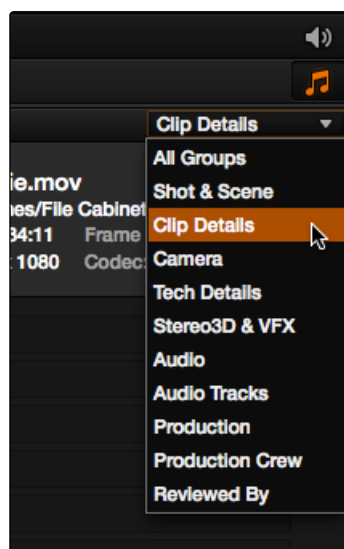 Clip Details
All Groups
Shot & Scene
Clip Details
Camera
Tech Details
Stereo3D & VFX
Audio
Audio Tracks
Production
Production Crew
Reviewed By
ie.mov
nes/File Cabinet
34:11 Frame
1080 Codec: